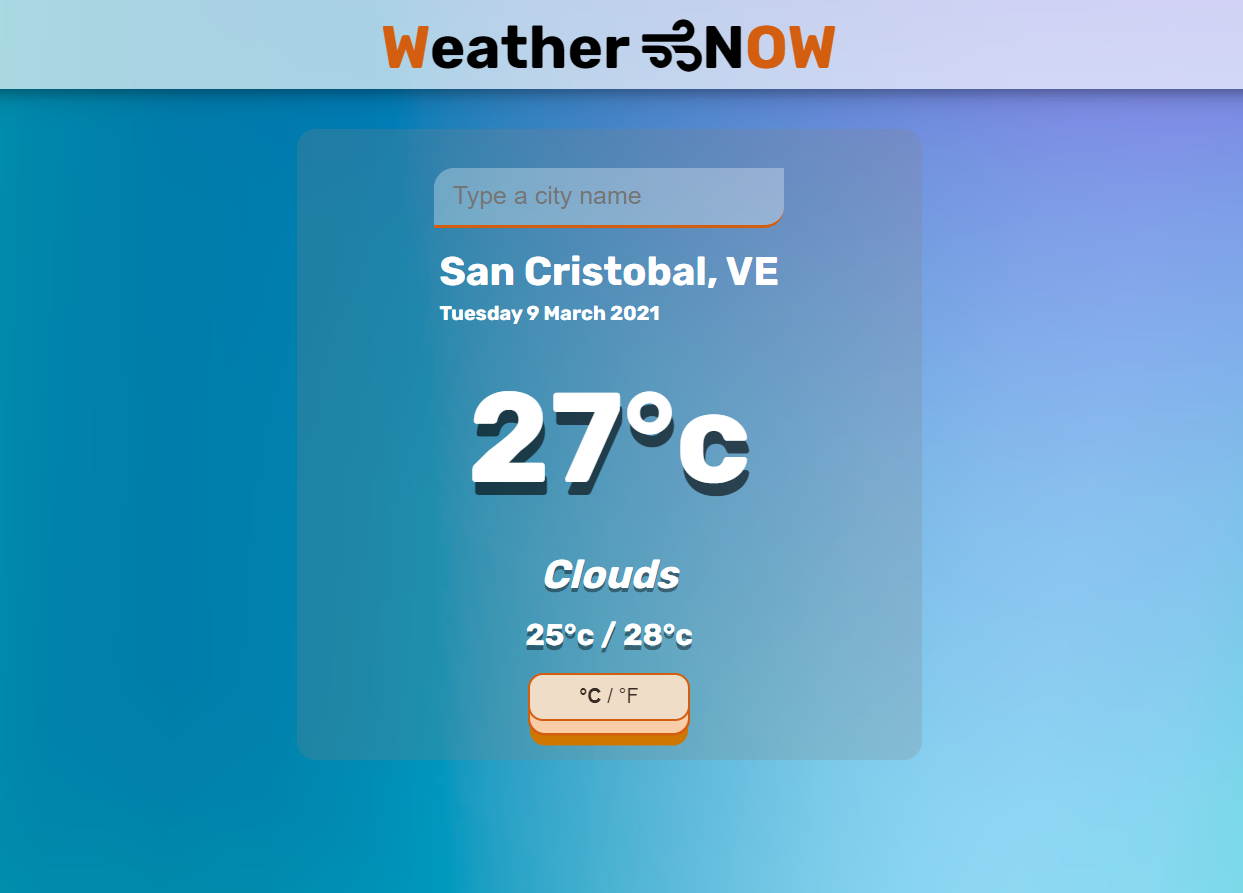 Weather NOW
Type a city name
San Cristobal, VE
Tuesday 9 March 2021
27°c
Clouds
25°c / 28°c
°C / °F